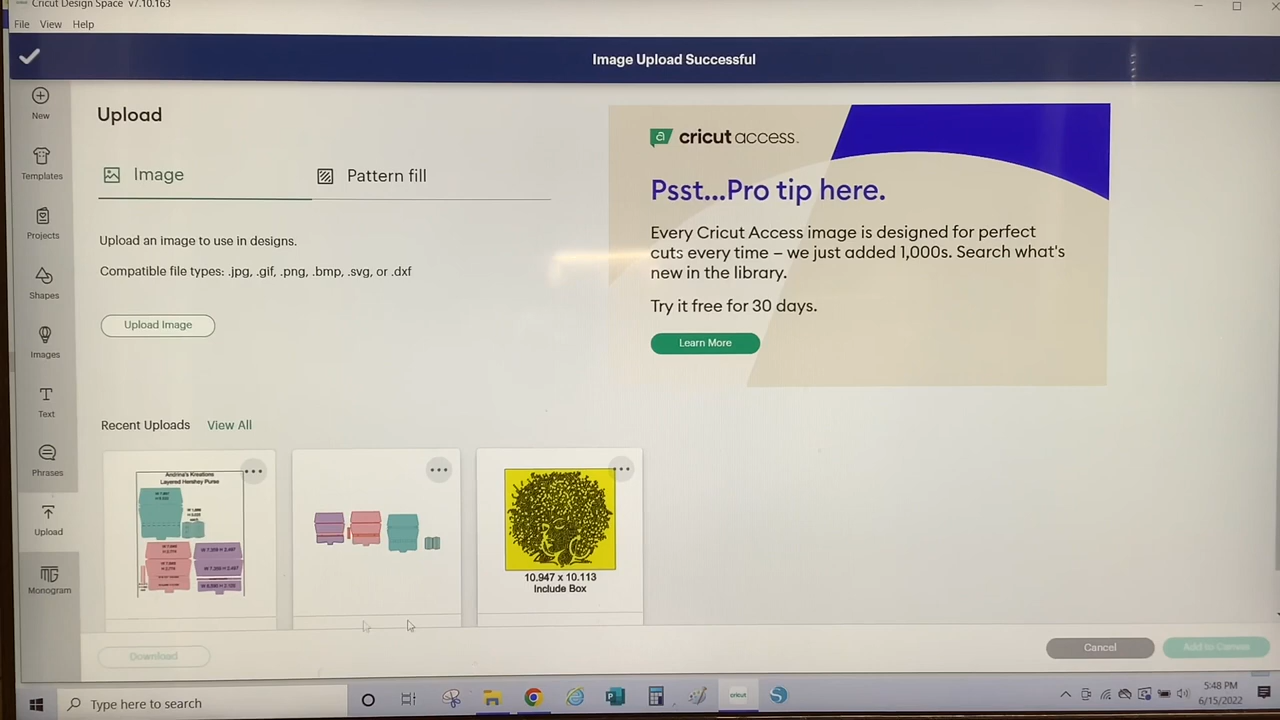 Cricut Design Space v7.10.163
File View Help
Image Upload Successful
New
Templates
Projects
Shapes
Images
Text
Phrases
Upload
Monogram
Upload
Image
Pattern fill
Upload an image to use in designs.
Compatible file types: .jpg, .gif, .png, .bmp, .svg, or .dxf
Upload Image
cricut access.
Psst...Pro tip here.
Every Cricut Access image is designed for perfect
cuts every time – we just added 1,000s. Search what's
new in the library.
Try it free for 30 days.
Learn More
Recent Uploads View All
Andrina's Kreations
Layered Hershey Purse
10.947 x 10.113
Include Box
Download
Cancel
Add to Canvas
Type here to search
cricut
5:48 PM
6/15/2022